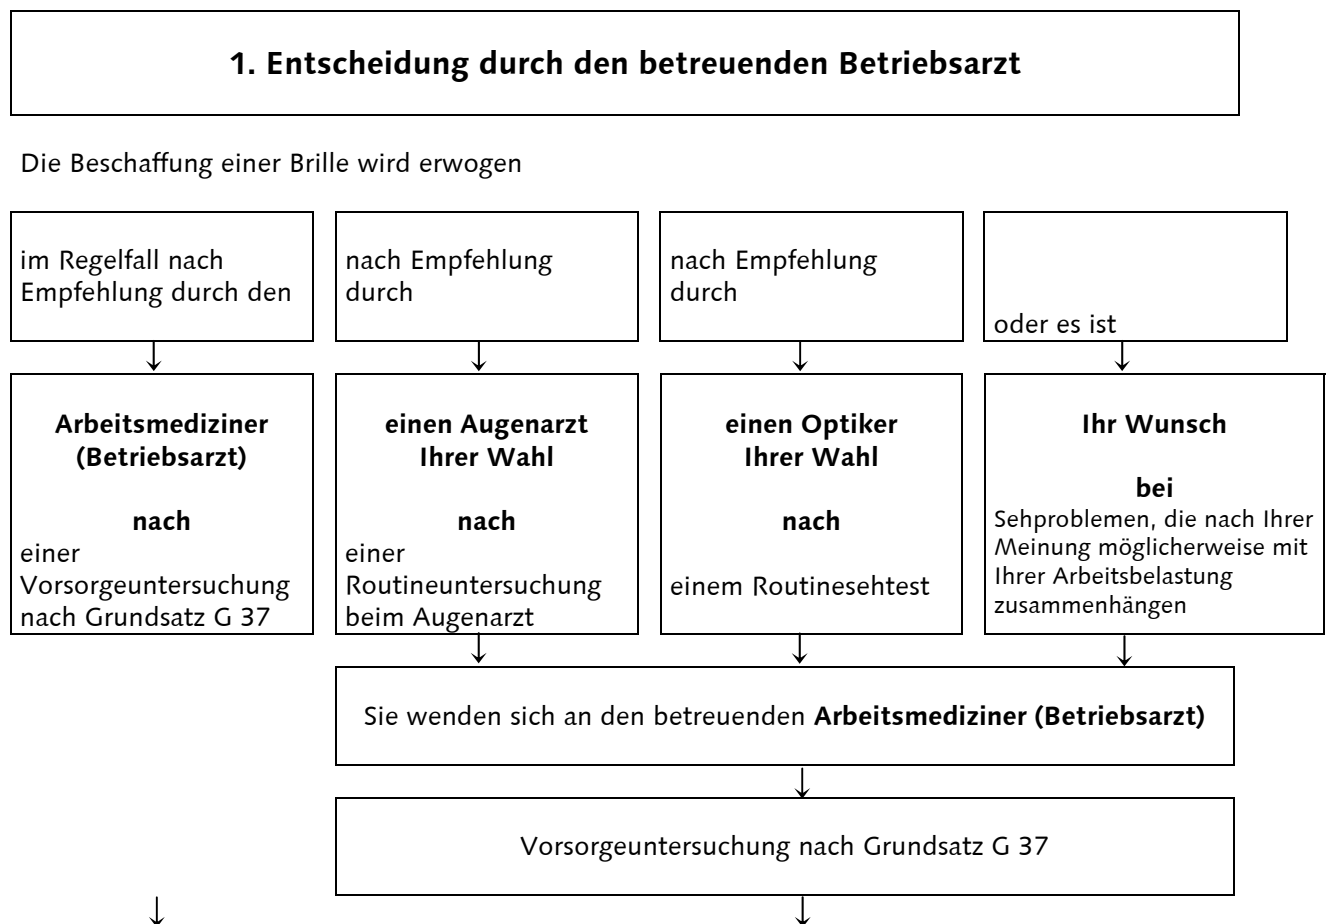 1. Entscheidung durch den betreuenden Betriebsarzt
Die Beschaffung einer Brille wird erwogen
im Regelfall nach
Empfehlung durch den
nach Empfehlung
durch
nach Empfehlung
durch
oder es ist
Arbeitsmediziner
(Betriebsarzt)
nach
einer
Vorsorgeuntersuchung
nach Grundsatz G 37
einen Augenarzt
Ihrer Wahl
nach
einer
Routineuntersuchung
beim Augenarzt
einen Optiker
Ihrer Wahl
nach
einem Routinesehtest
Ihr Wunsch
bei
Sehproblemen, die nach Ihrer
Meinung möglicherweise mit
Ihrer Arbeitsbelastung
zusammenhängen
Sie wenden sich an den betreuenden Arbeitsmediziner (Betriebsarzt)
Vorsorgeuntersuchung nach Grundsatz G 37